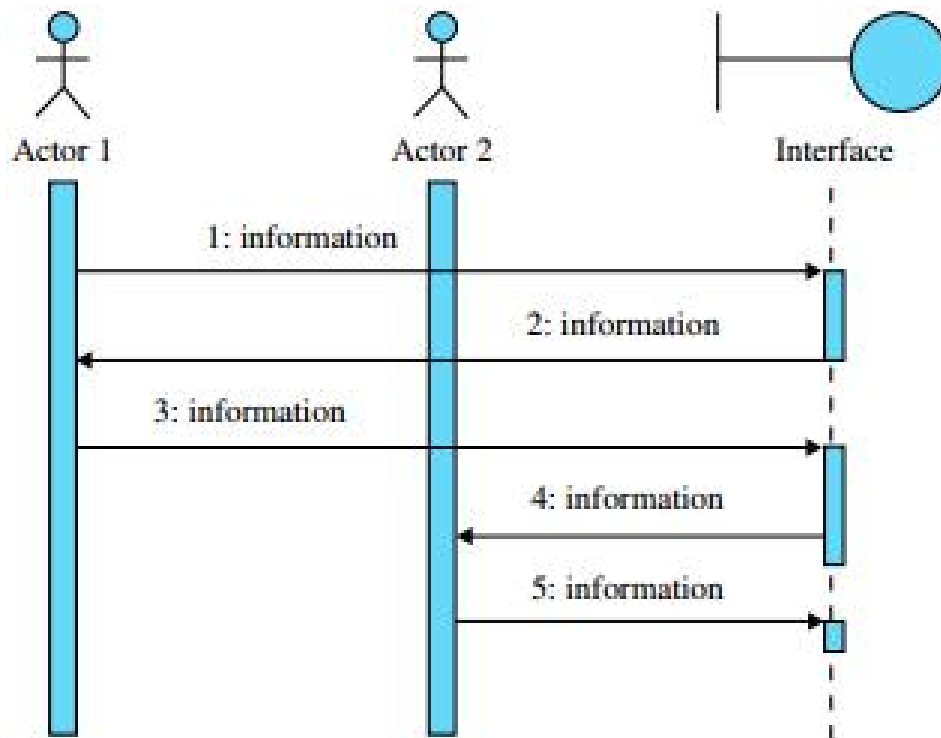 Actor 1
Actor 2
Interface
1: information
2: information
3: information
4: information
5: information